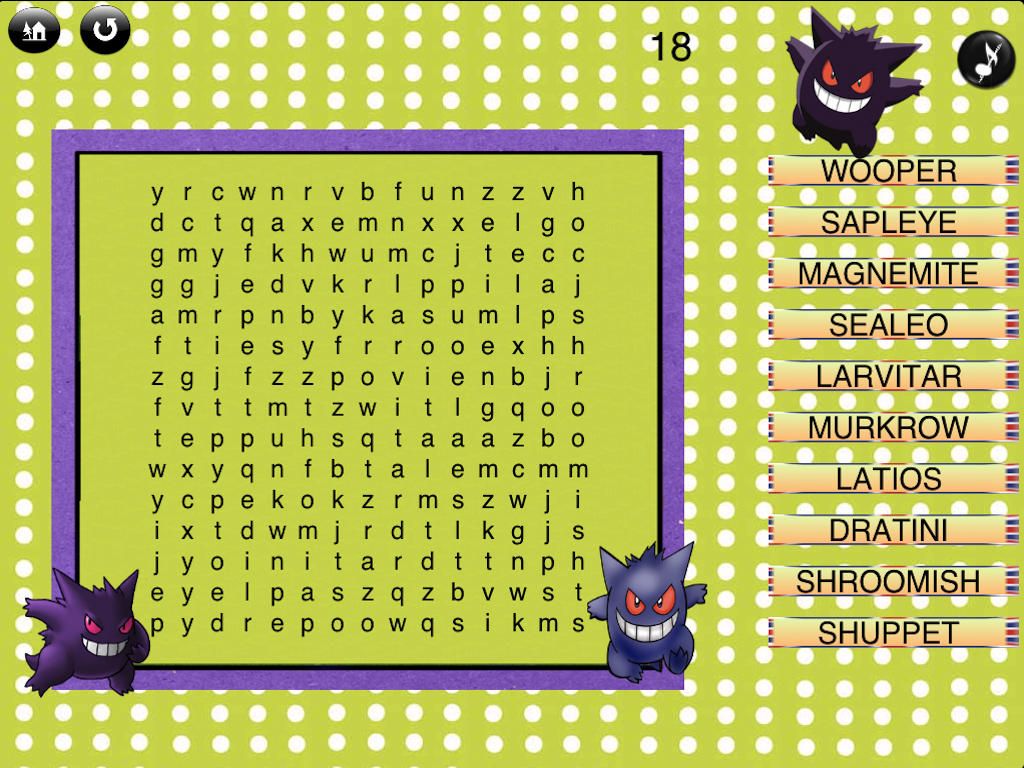 18
y r c w n r v b f u n z z v h
d c t q a x e m n x x e l g o
g m y f k h w u m c j t e c c
g g j e d v k r l p p i l a j
a m r p n b y k a s u m l p s
f t i e s y f r r o o e x h h
z g j f z z p o v i e n b j r
f v t t m t z w i t l g q o o
t e p p u h s q t a a a z b o
w x y q n f b t a l e m c m m
y c p e k o k z r m s z w j i
i x t d w m j r d t l k g j s
j y o i n i t a r d t t n p h
e y e l p a s z q z b v w s t
p y d r e p o o w q s i k m s
WOOPER
SAPLEYE
MAGNEMITE
SEALEO
LARVITAR
MURKROW
LATIOS
DRATINI
SHROOMISH
SHUPPET